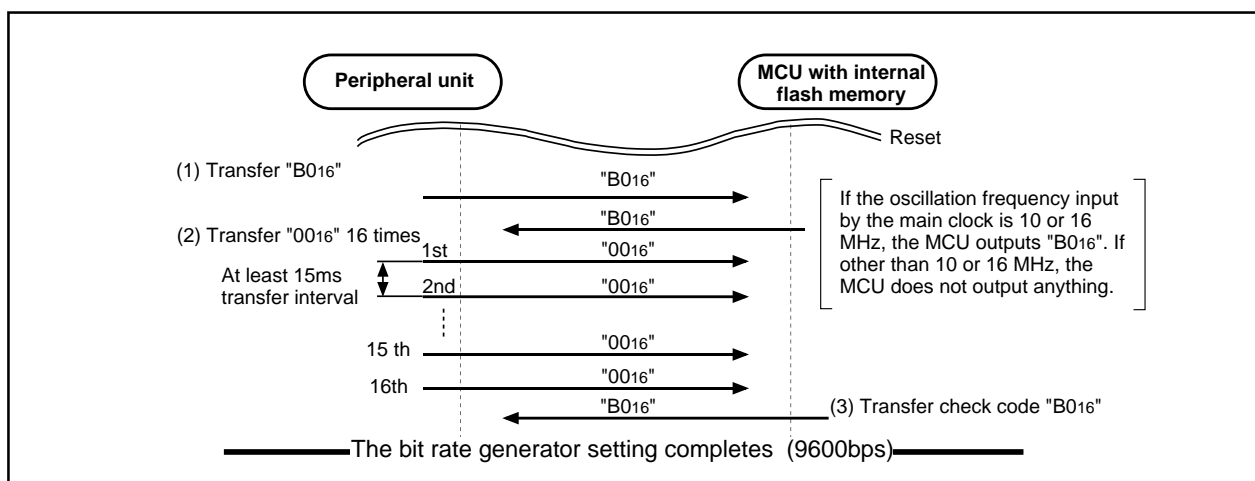 Peripheral unit
MCU with internal
flash memory
Reset
(1) Transfer "B016"
"B016"
"B016"
If the oscillation frequency input
by the main clock is 10 or 16
MHz, the MCU outputs "B016". If
other than 10 or 16 MHz, the
MCU does not output anything.
(2) Transfer "0016" 16 times
1st
"0016"
At least 15ms
transfer interval
2nd
"0016"
15 th
"0016"
16th
"0016"
"B016"
(3) Transfer check code "B016"
The bit rate generator setting completes (9600bps)